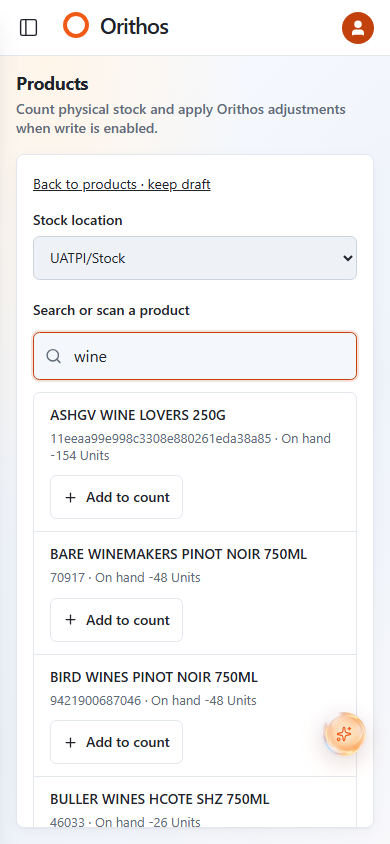 Orithos
Products
Count physical stock and apply Orithos adjustments
when write is enabled.
Back to products · keep draft
Stock location
UATPI/Stock
Search or scan a product
wine
ASHGV WINE LOVERS 250G
11eeaa99e998c3308e880261eda38a85 · On hand
-154 Units
+ Add to count
BARE WINEMAKERS PINOT NOIR 750ML
70917 · On hand -48 Units
+ Add to count
BIRD WINES PINOT NOIR 750ML
9421900687046 · On hand -48 Units
+ Add to count
BULLER WINES HCOTE SHZ 750ML
46033 · On hand -26 Units